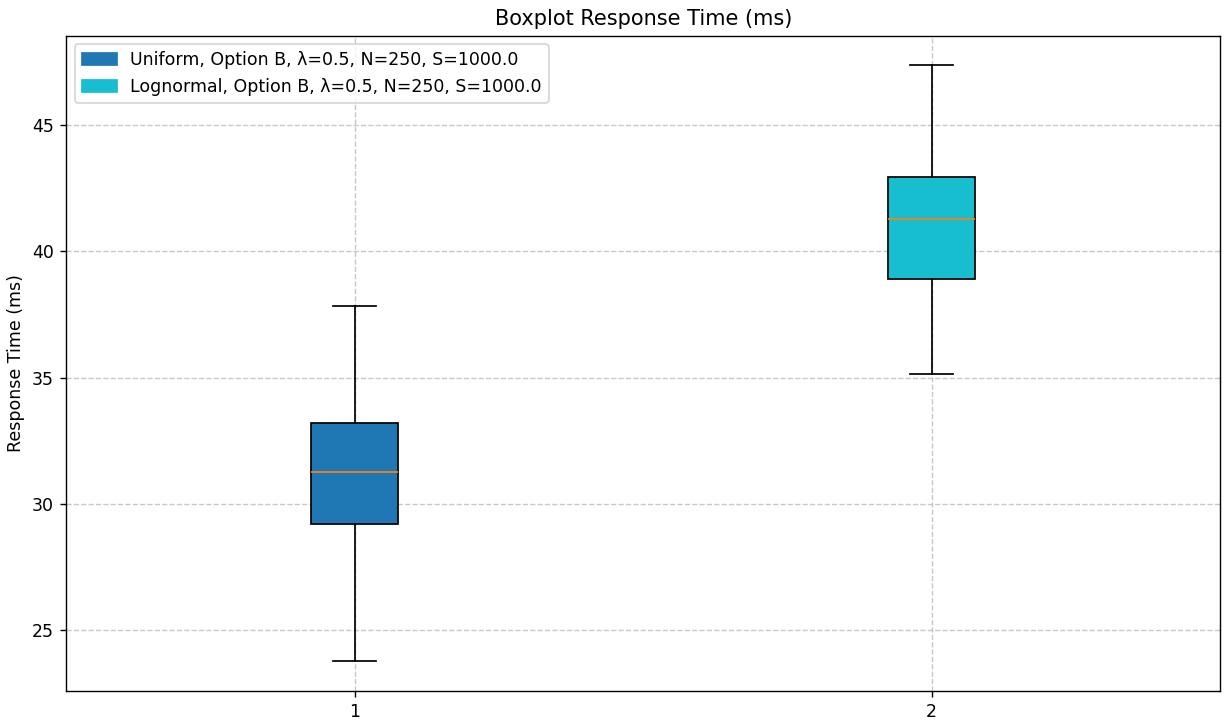 Boxplot Response Time (ms)
Uniform, Option B, λ=0.5, N=250, S=1000.0
Lognormal, Option B, λ=0.5, N=250, S=1000.0
Response Time (ms)
45
40
35
30
25
1
2